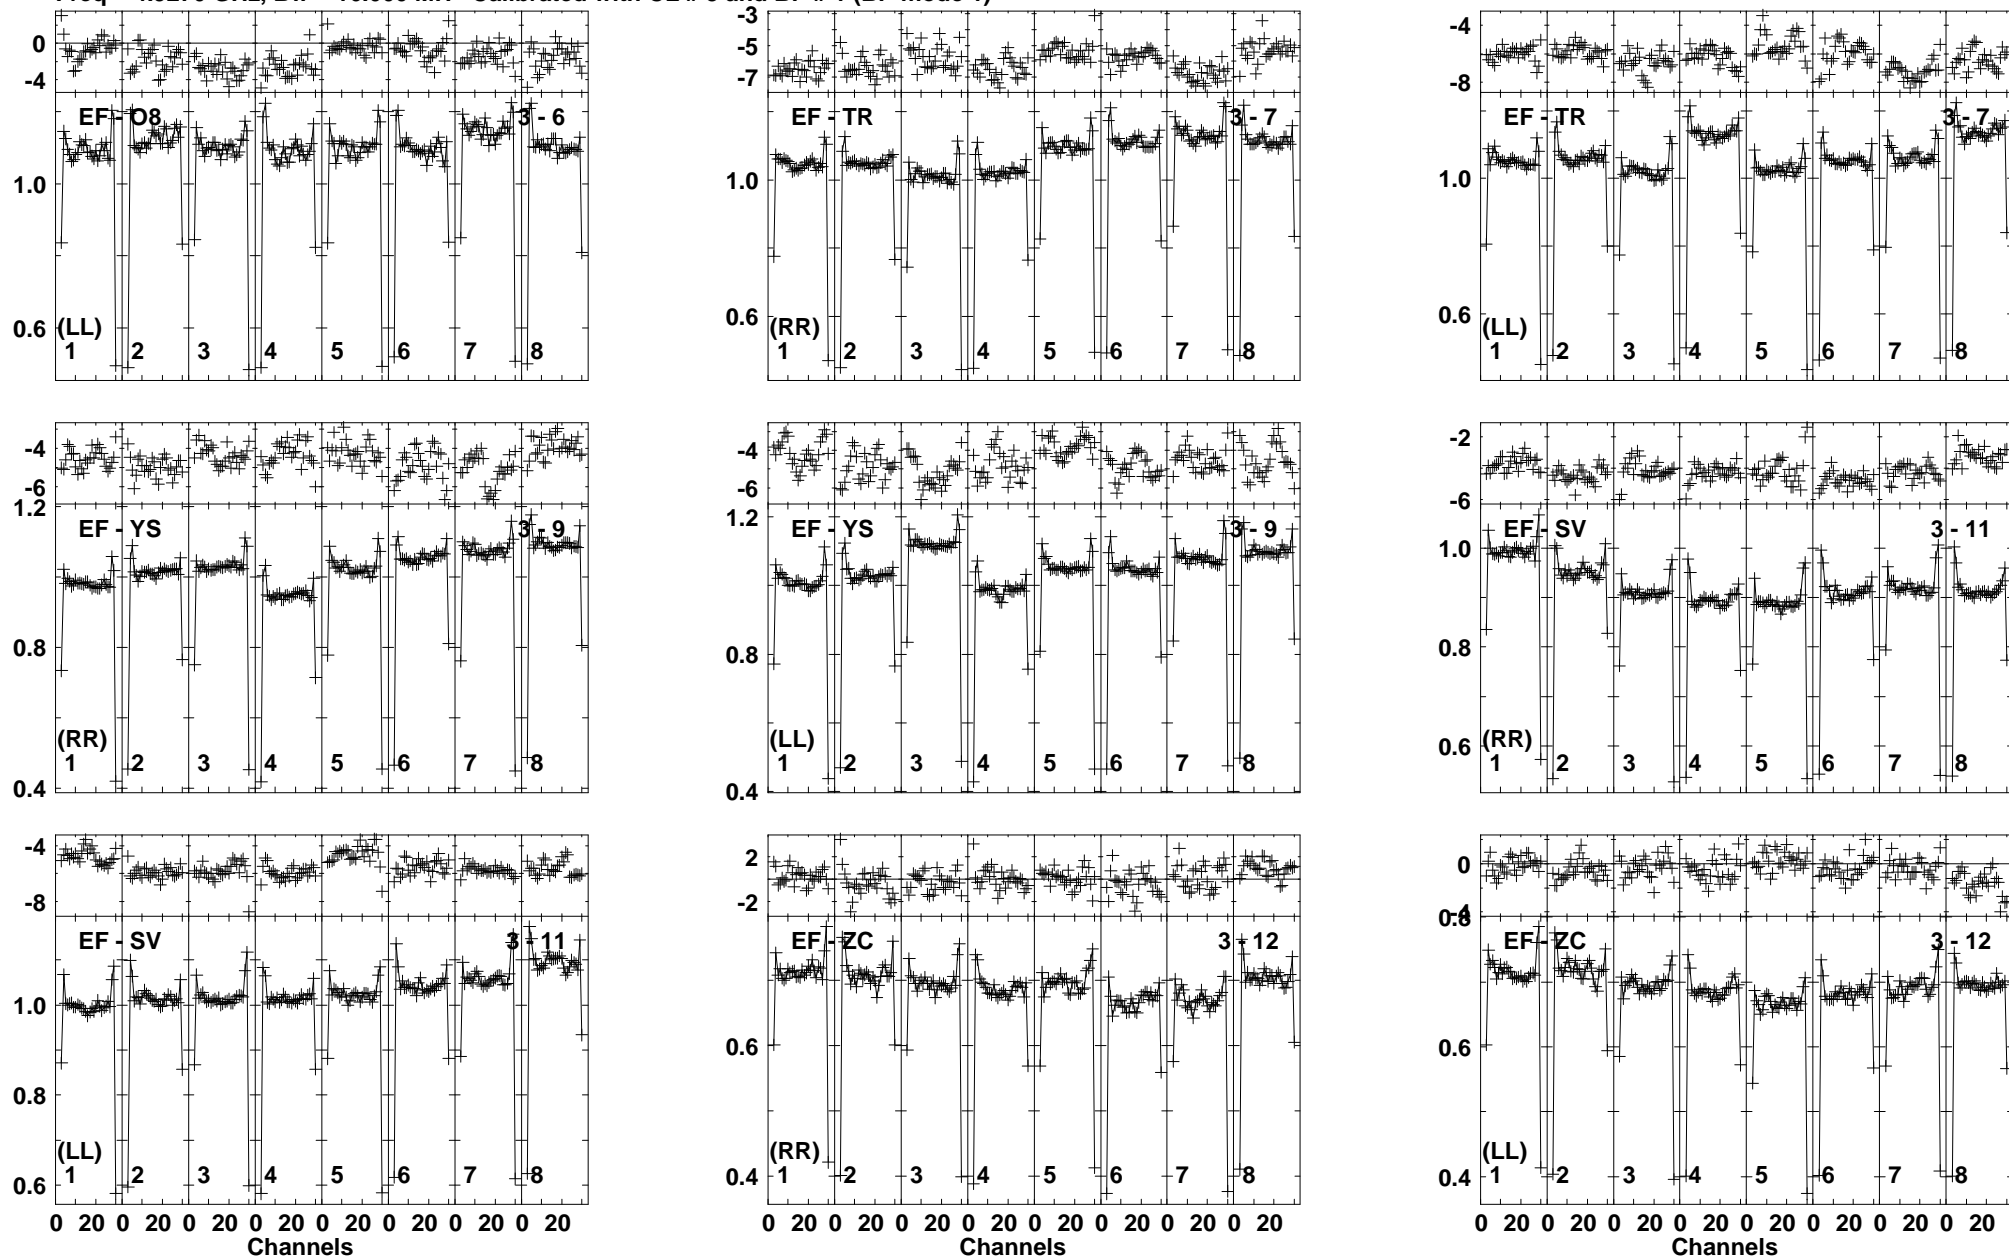 0 -4 EF - O8 3 - 6 1.0 0.6 (LL) 1 2 3 4 5 6 7 8
-3 -5 -7 EF - TR 3 - 7 1.0 0.6 (RR) 1 2 3 4 5 6 7 8
-4 -8 EF - TR 3 - 7 1.0 0.6 (LL) 1 2 3 4 5 6 7 8
-4 -6 1.2 EF - YS 3 - 9 0.8 0.4 (RR) 1 2 3 4 5 6 7 8
-4 -6 1.2 EF - YS 3 - 9 0.8 0.4 (LL) 1 2 3 4 5 6 7 8
-2 -6 1.0 EF - SV 3 - 11 0.8 0.6 (RR) 1 2 3 4 5 6 7 8
-4 -8 EF - SV 3 - 11 1.0 0.8 0.6 (LL) 1 2 3 4 5 6 7 8
2 -2 EF - ZC 3 - 12 0.6 0.4 (RR) 1 2 3 4 5 6 7 8
0 -4 0.8 EF - ZC 3 - 12 0.6 0.4 (LL) 1 2 3 4 5 6 7 8
0 20 0 20 0 20 0 20 0 20 0 20 0 20 0 20
0 20 0 20 0 20 0 20 0 20 0 20 0 20 0 20
0 20 0 20 0 20 0 20 0 20 0 20 0 20 0 20
Channels
Channels
Channels